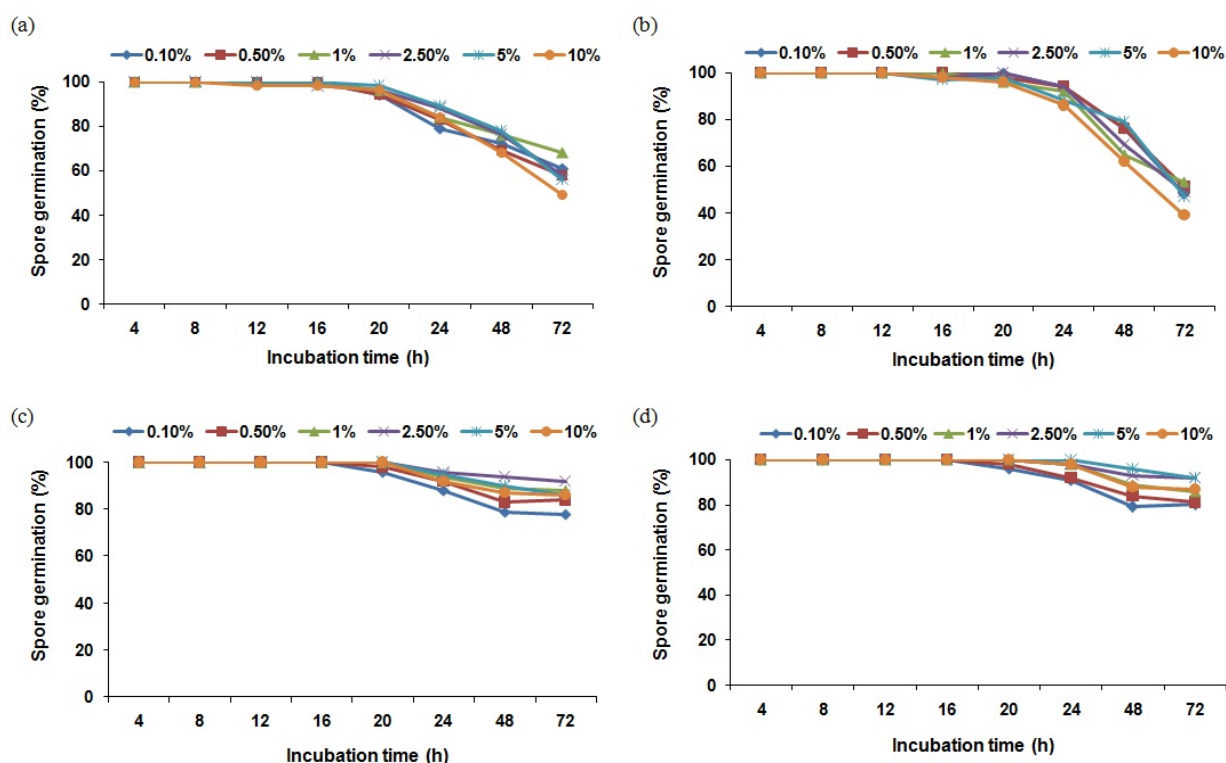 (a)
0.10% 0.50% 1% 2.50% 5% 10%
Spore germination (%)
100
80
60
40
20
0
4 8 12 16 20 24 48 72
Incubation time (h)
(b)
0.10% 0.50% 1% 2.50% 5% 10%
Spore germination (%)
100
80
60
40
20
0
4 8 12 16 20 24 48 72
Incubation time (h)
(c)
0.10% 0.50% 1% 2.50% 5% 10%
Spore germination (%)
100
80
60
40
20
0
4 8 12 16 20 24 48 72
Incubation time (h)
(d)
0.10% 0.50% 1% 2.50% 5% 10%
Spore germination (%)
100
80
60
40
20
0
4 8 12 16 20 24 48 72
Incubation time (h)